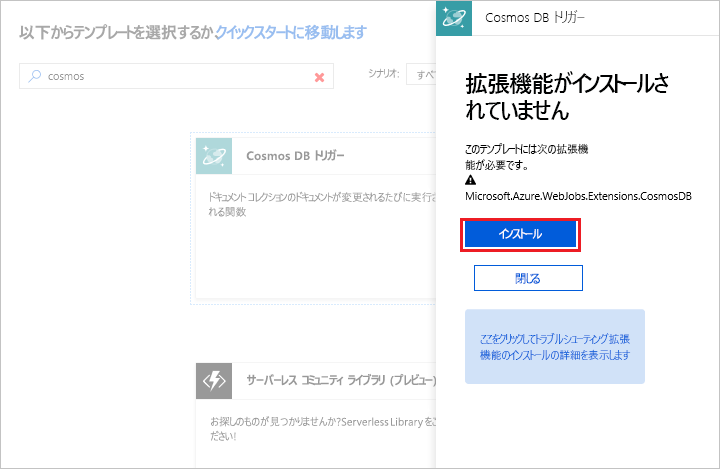 以下からテンプレートを選択するか、クイックスタートに移動します
cosmos
シナリオ:
すべ
Cosmos DB トリガー
ドキュメント コレクションのドキュメントが変更されるたびに実行さ
れる関数
サーバーレス コミュニティ ライブラリ (プレビュー)
お探しのものが見つかりませんか?Serverless Libraryをご
ださい!
Cosmos DB トリガー
拡張機能がインストールさ
れていません
このテンプレートには次の拡張機
能が必要です。
Microsoft.Azure.WebJobs.Extensions.CosmosDB
インストール
閉じる
ここをクリックしてトラブルシューティング拡張
機能のインストールの詳細を表示します